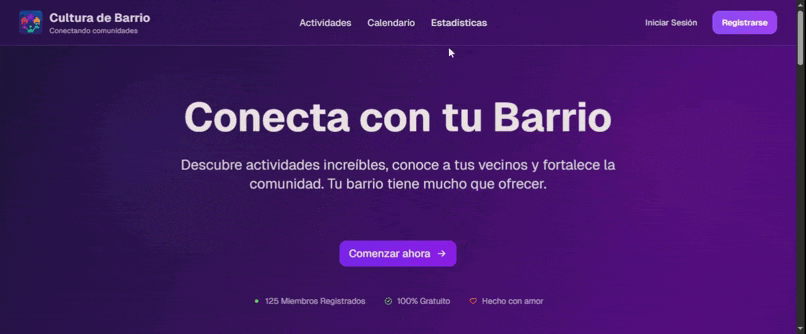 Cultura de Barrio
Conectando comunidades
Actividades
Calendario
Estadísticas
Iniciar Sesión
Registrarse
Conecta con tu Barrio
Descubre actividades increíbles, conoce a tus vecinos y fortalece la
comunidad. Tu barrio tiene mucho que ofrecer.
Comenzar ahora →
125 Miembros Registrados
100% Gratuito
Hecho con amor